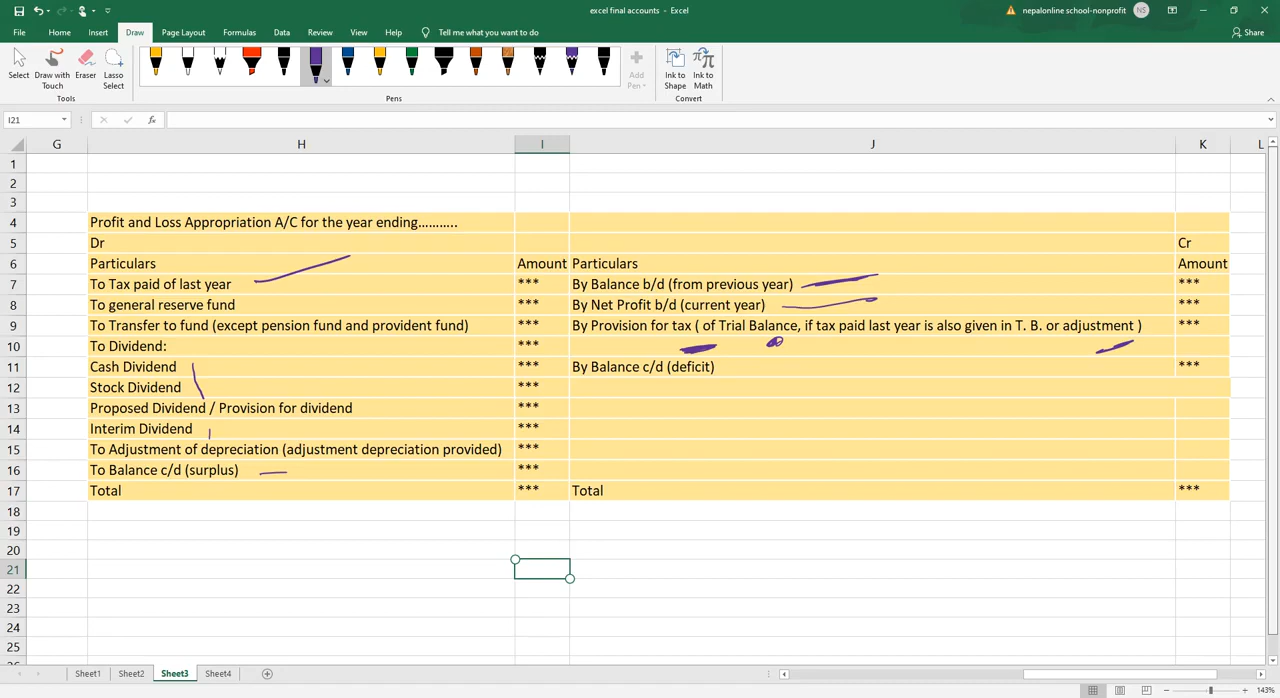 excel final accounts - Excel
nepalonline school-nonprofit NS
File Home Insert Draw Page Layout Formulas Data Review View Help Tell me what you want to do Share
Select Draw with Touch Eraser Lasso Select Add Pen Ink to Shape Ink to Math
Tools Pens Convert
I21 fx
G H I J K L
1
2
3
4 Profit and Loss Appropriation A/C for the year ending………..
5 Dr Cr
6 Particulars Amount Particulars Amount
7 To Tax paid of last year *** By Balance b/d (from previous year) ***
8 To general reserve fund *** By Net Profit b/d (current year) ***
9 To Transfer to fund (except pension fund and provident fund) *** By Provision for tax ( of Trial Balance, if tax paid last year is also given in T. B. or adjustment ) ***
10 To Dividend: ***
11 Cash Dividend *** By Balance c/d (deficit) ***
12 Stock Dividend ***
13 Proposed Dividend / Provision for dividend ***
14 Interim Dividend ***
15 To Adjustment of depreciation (adjustment depreciation provided) ***
16 To Balance c/d (surplus) ***
17 Total *** Total ***
18
19
20
21
22
23
24
25
26
Sheet1 Sheet2 Sheet3 Sheet4
143%